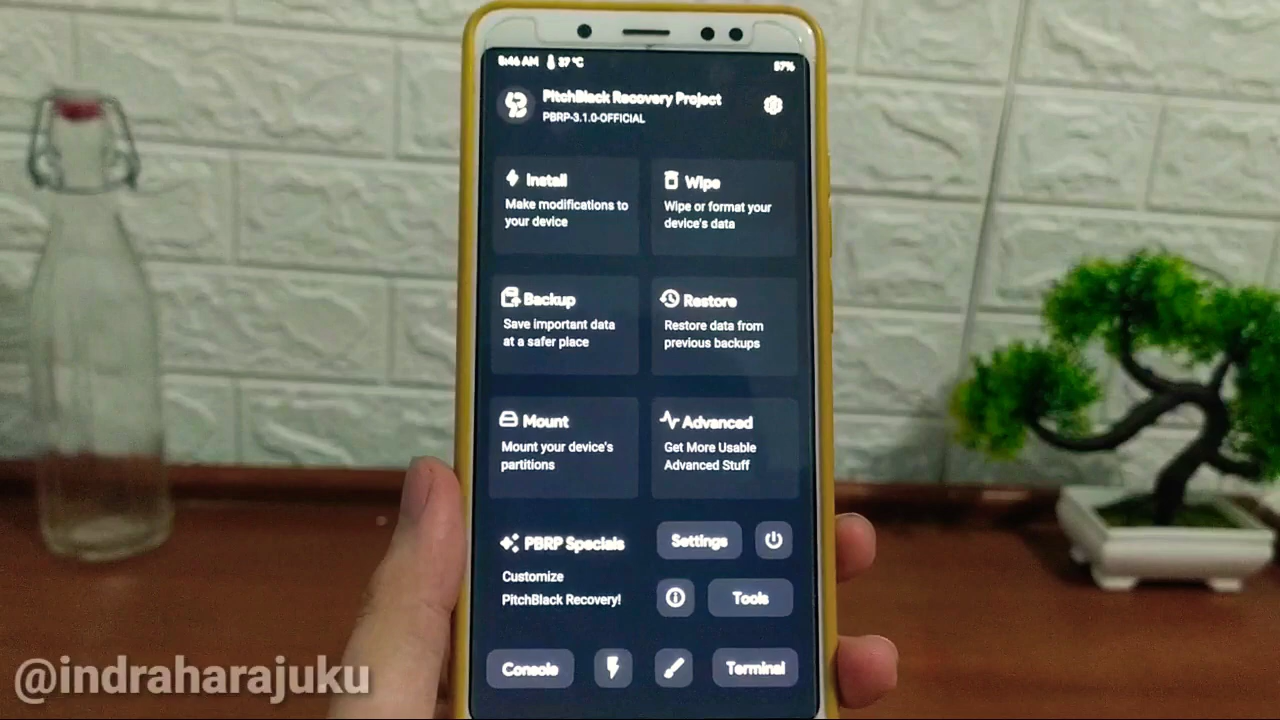 8:46 AM 37 °C 57%
PitchBlack Recovery Project
PBRP-3.1.0-OFFICIAL
Install
Make modifications to
your device
Wipe
Wipe or format your
device's data
Backup
Save important data
at a safer place
Restore
Restore data from
previous backups
Mount
Mount your device's
partitions
Advanced
Get More Usable
Advanced Stuff
PBRP Specials
Customize
PitchBlack Recovery!
Settings
Tools
Console
Terminal
@indraharajuku